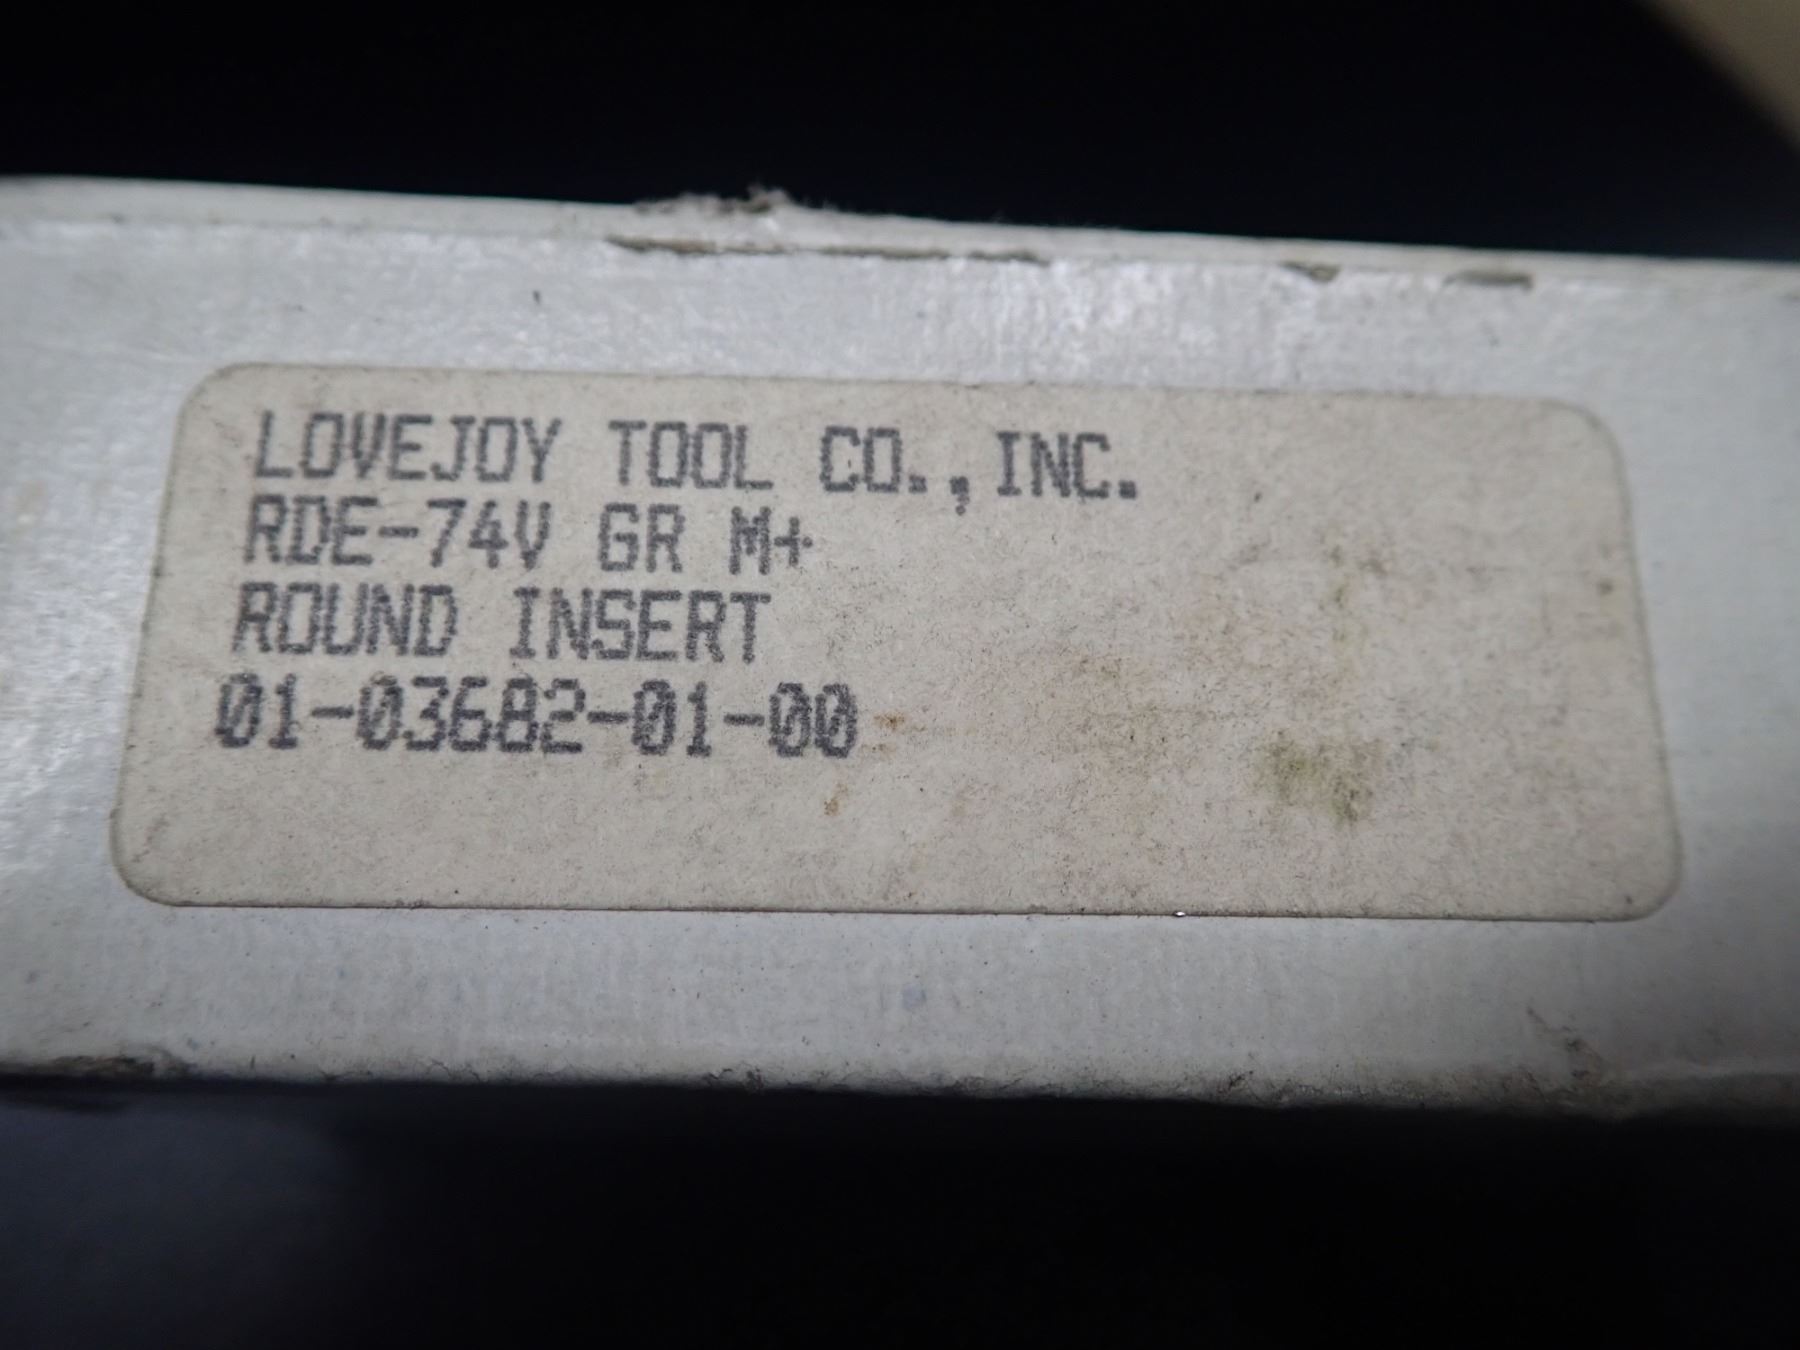 LOVEJOY TOOL CO., INC.
RDE-74V GR M+
ROUND INSERT
01-03682-01-00